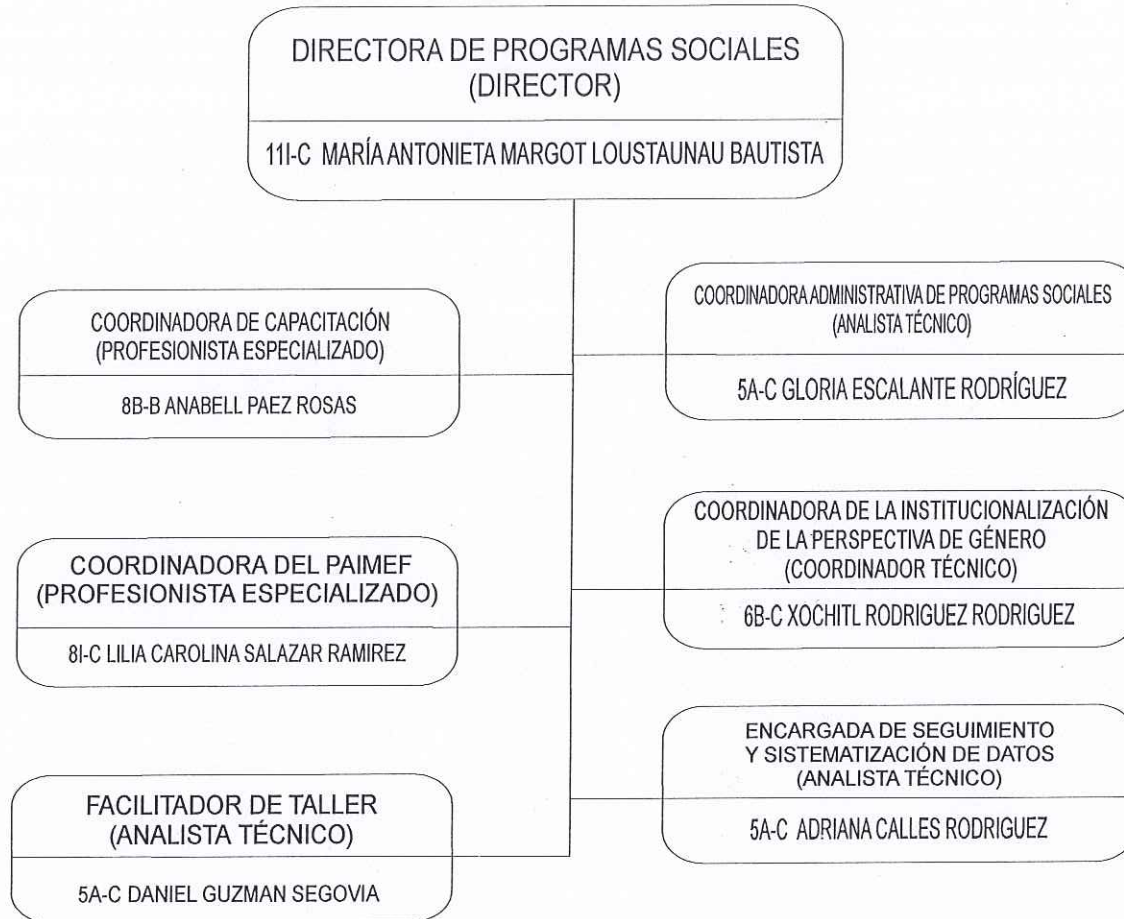 DIRECTORA DE PROGRAMAS SOCIALES
(DIRECTOR)
11I-C MARÍA ANTONIETA MARGOT LOUSTAUNAU BAUTISTA
COORDINADORA DE CAPACITACIÓN
(PROFESIONISTA ESPECIALIZADO)
8B-B ANABELL PAEZ ROSAS
COORDINADORA ADMINISTRATIVA DE PROGRAMAS SOCIALES
(ANALISTA TÉCNICO)
5A-C GLORIA ESCALANTE RODRÍGUEZ
COORDINADORA DEL PAIMEF
(PROFESIONISTA ESPECIALIZADO)
8I-C LILIA CAROLINA SALAZAR RAMIREZ
COORDINADORA DE LA INSTITUCIONALIZACIÓN
DE LA PERSPECTIVA DE GÉNERO
(COORDINADOR TÉCNICO)
6B-C XOCHITL RODRIGUEZ RODRIGUEZ
FACILITADOR DE TALLER
(ANALISTA TÉCNICO)
5A-C DANIEL GUZMAN SEGOVIA
ENCARGADA DE SEGUIMIENTO
Y SISTEMATIZACIÓN DE DATOS
(ANALISTA TÉCNICO)
5A-C ADRIANA CALLES RODRIGUEZ